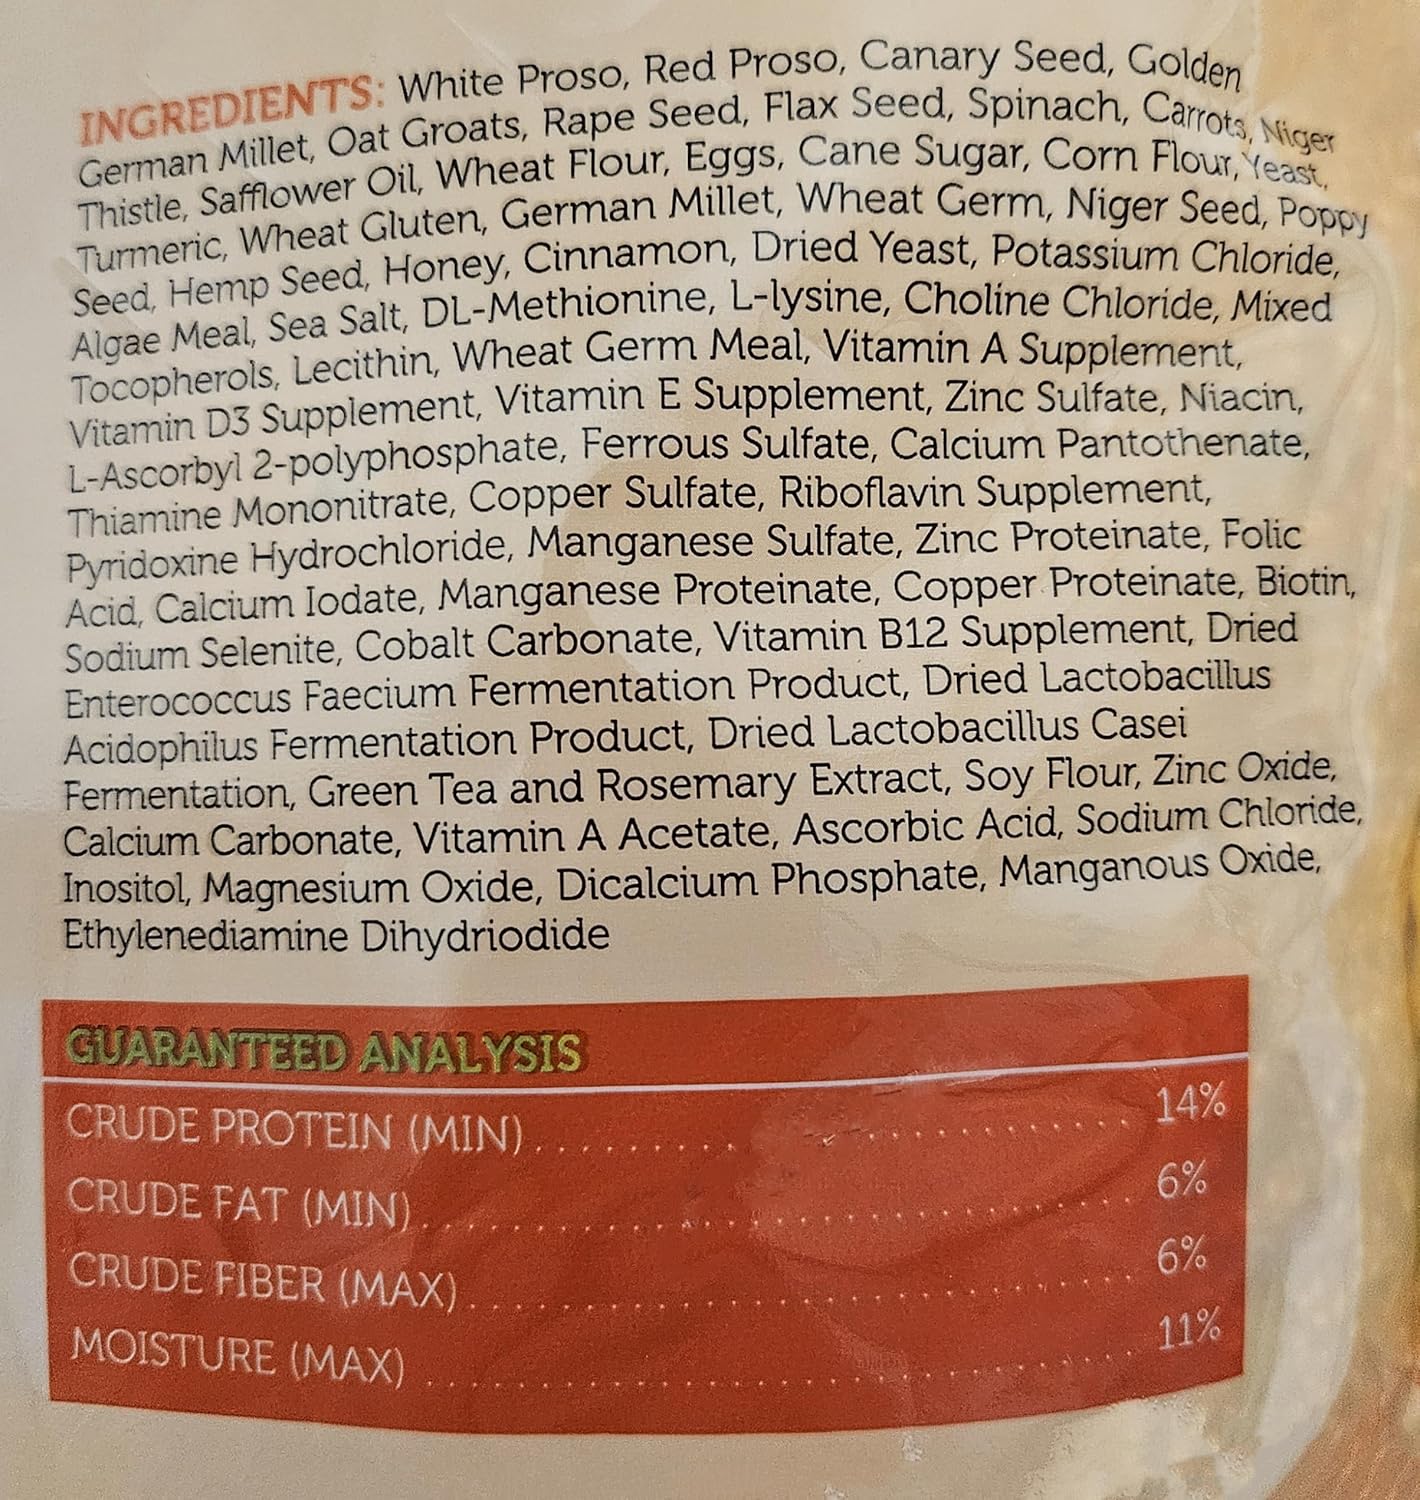 INGREDIENTS: White Proso, Red Proso, Canary Seed, Golden
German Millet, Oat Groats, Rape Seed, Flax Seed, Spinach, Carrots, Niger
Thistle, Safflower Oil, Wheat Flour, Eggs, Cane Sugar, Corn Flour, Yeast,
Turmeric, Wheat Gluten, German Millet, Wheat Germ, Niger Seed, Poppy
Seed, Hemp Seed, Honey, Cinnamon, Dried Yeast, Potassium Chloride,
Algae Meal, Sea Salt, DL-Methionine, L-lysine, Choline Chloride, Mixed
Tocopherols, Lecithin, Wheat Germ Meal, Vitamin A Supplement,
Vitamin D3 Supplement, Vitamin E Supplement, Zinc Sulfate, Niacin,
L-Ascorbyl 2-polyphosphate, Ferrous Sulfate, Calcium Pantothenate,
Thiamine Mononitrate, Copper Sulfate, Riboflavin Supplement,
Pyridoxine Hydrochloride, Manganese Sulfate, Zinc Proteinate, Folic
Acid, Calcium Iodate, Manganese Proteinate, Copper Proteinate, Biotin,
Sodium Selenite, Cobalt Carbonate, Vitamin B12 Supplement, Dried
Enterococcus Faecium Fermentation Product, Dried Lactobacillus
Acidophilus Fermentation Product, Dried Lactobacillus Casei
Fermentation, Green Tea and Rosemary Extract, Soy Flour, Zinc Oxide,
Calcium Carbonate, Vitamin A Acetate, Ascorbic Acid, Sodium Chloride,
Inositol, Magnesium Oxide, Dicalcium Phosphate, Manganous Oxide,
Ethylenediamine Dihydriodide
GUARANTEED ANALYSIS
CRUDE PROTEIN (MIN) 14%
CRUDE FAT (MIN) 6%
CRUDE FIBER (MAX) 6%
MOISTURE (MAX) 11%